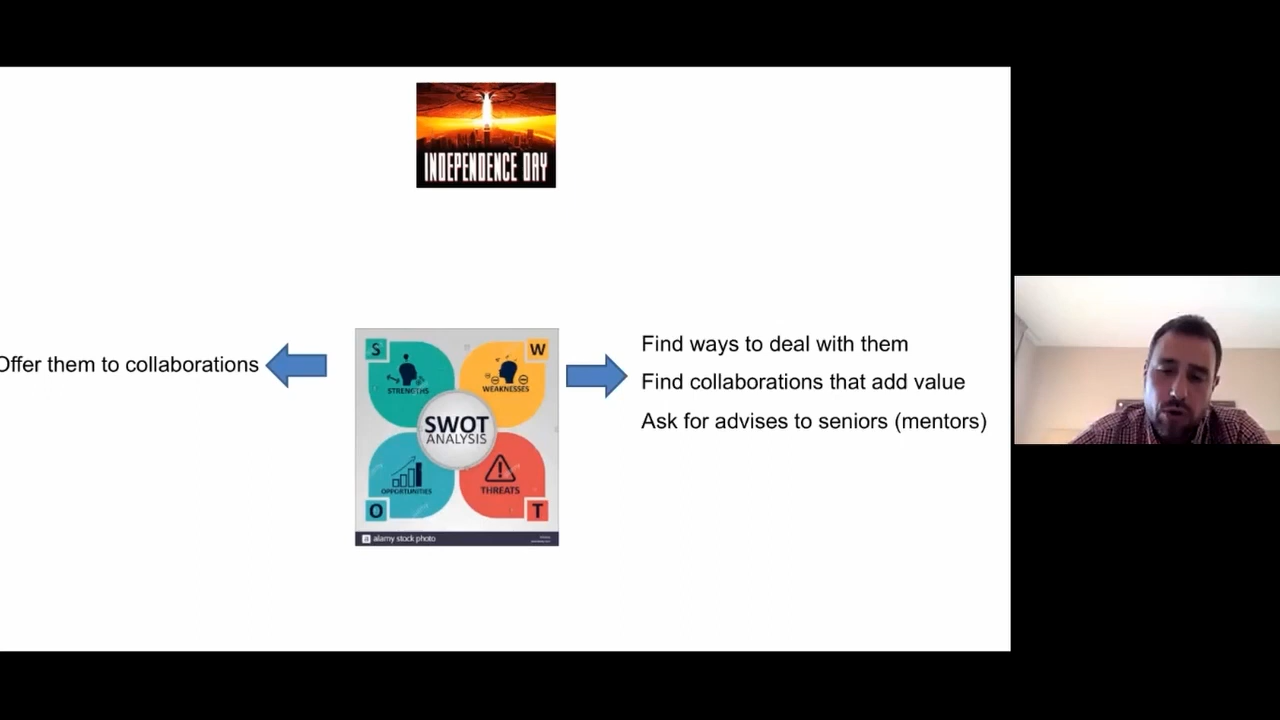 INDEPENDENCE DAY
Offer them to collaborations
Find ways to deal with them
Find collaborations that add value
Ask for advises to seniors (mentors)
S
W
STRENGTHS
WEAKNESSES
SWOT
ANALYSIS
OPPORTUNITIES
THREATS
O
T
a alamy stock photo